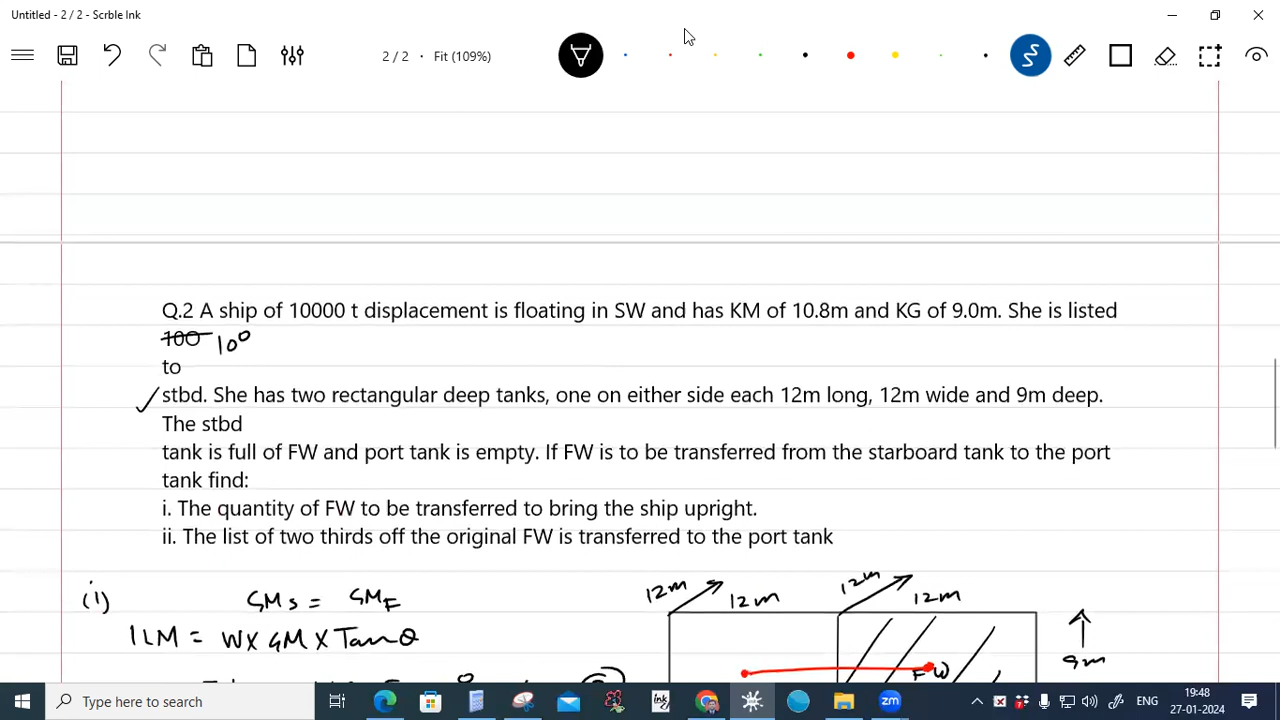 Untitled - 2 / 2 - Scrble Ink
2 / 2 · Fit (109%)
Q.2 A ship of 10000 t displacement is floating in SW and has KM of 10.8m and KG of 9.0m. She is listed
100 10⁰
to
stbd. She has two rectangular deep tanks, one on either side each 12m long, 12m wide and 9m deep.
The stbd
tank is full of FW and port tank is empty. If FW is to be transferred from the starboard tank to the port
tank find:
i. The quantity of FW to be transferred to bring the ship upright.
ii. The list of two thirds off the original FW is transferred to the port tank
(i) GMs = GMF
12m 12m 12m 12m
1LM = WX GM X Tanθ
9m
FW
Type here to search
ENG
19:48
27-01-2024